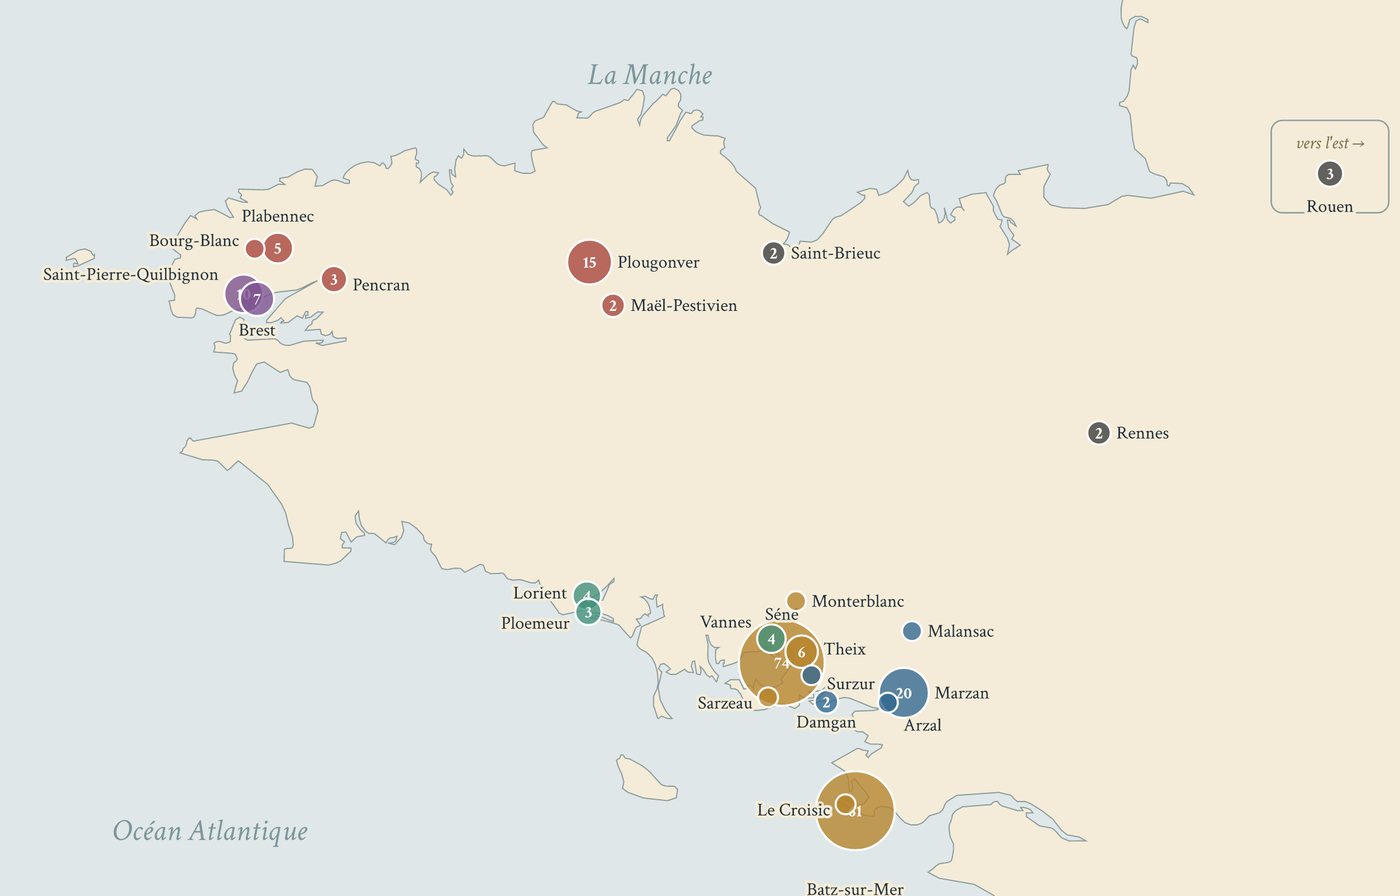 La Manche
vers l'est →
3
Rouen
Plabennec
Bourg-Blanc
5
Saint-Pierre-Quilbignon
7
3
Pencran
Brest
15
Plougonver
2
Maël-Pestivien
2
Saint-Brieuc
2
Rennes
Lorient
4
Ploemeur
3
Monterblanc
Séné
Vannes
4
74
6
Theix
Malansac
Surzur
Sarzeau
2
Damgan
20
Marzan
Arzal
Le Croisic
Océan Atlantique
Batz-sur-Mer